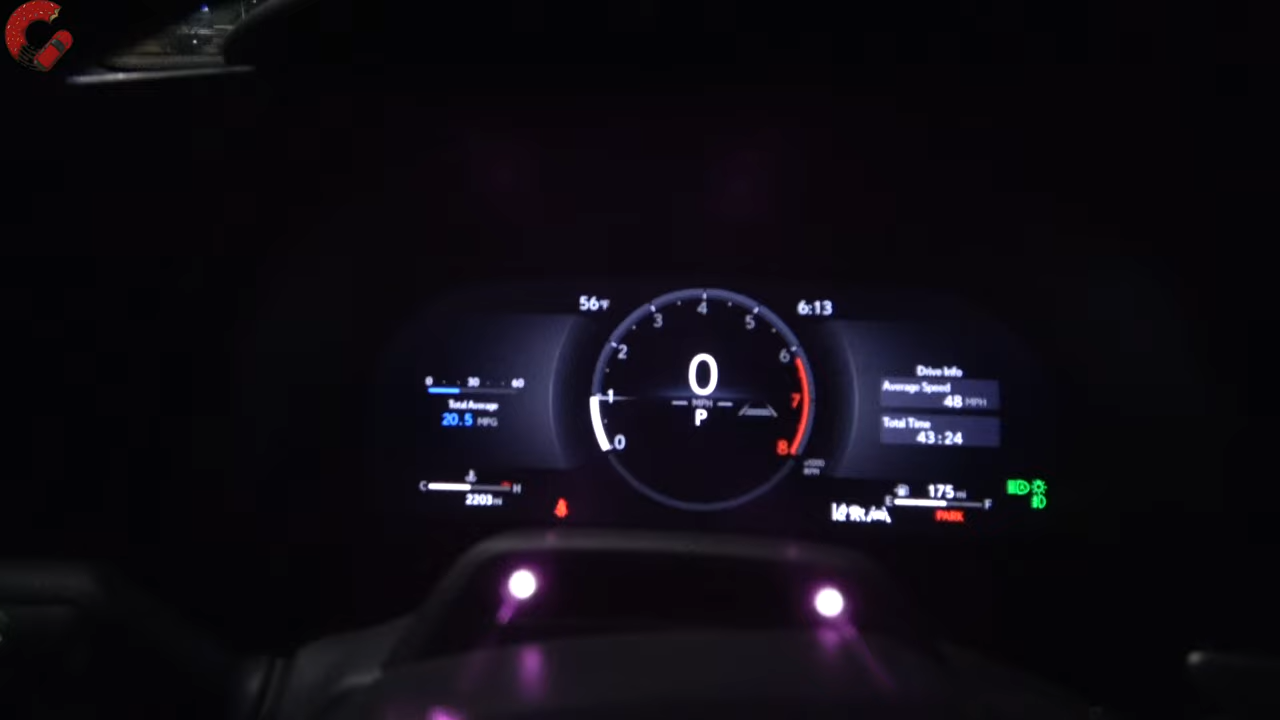 56°F
6:13
0 30 60
Total Average
20.5 MPG
C H
2203 mi
0 1 2 3 4 5 6 7 8
0
MPH
P
x1000
RPM
Drive Info
Average Speed
48 MPH
Total Time
43:24
175 mi
E F
PARK